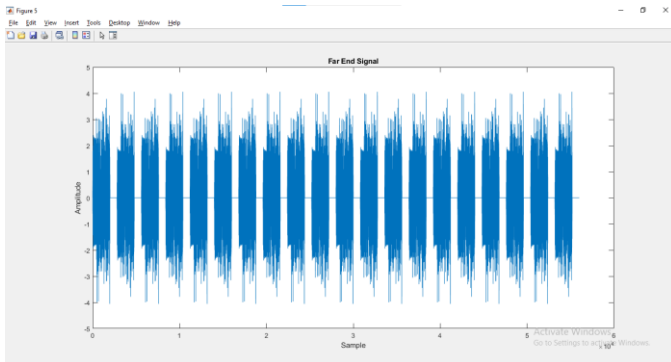 Figure 5
File Edit View Insert Tools Desktop Window Help
Far End Signal
5
4
3
2
1
0
-1
-2
-3
-4
-5
Amplitude
0 1 2 3 4 5 6
Sample
×10⁴
Activate Windows
Go to Settings to activate Windows.